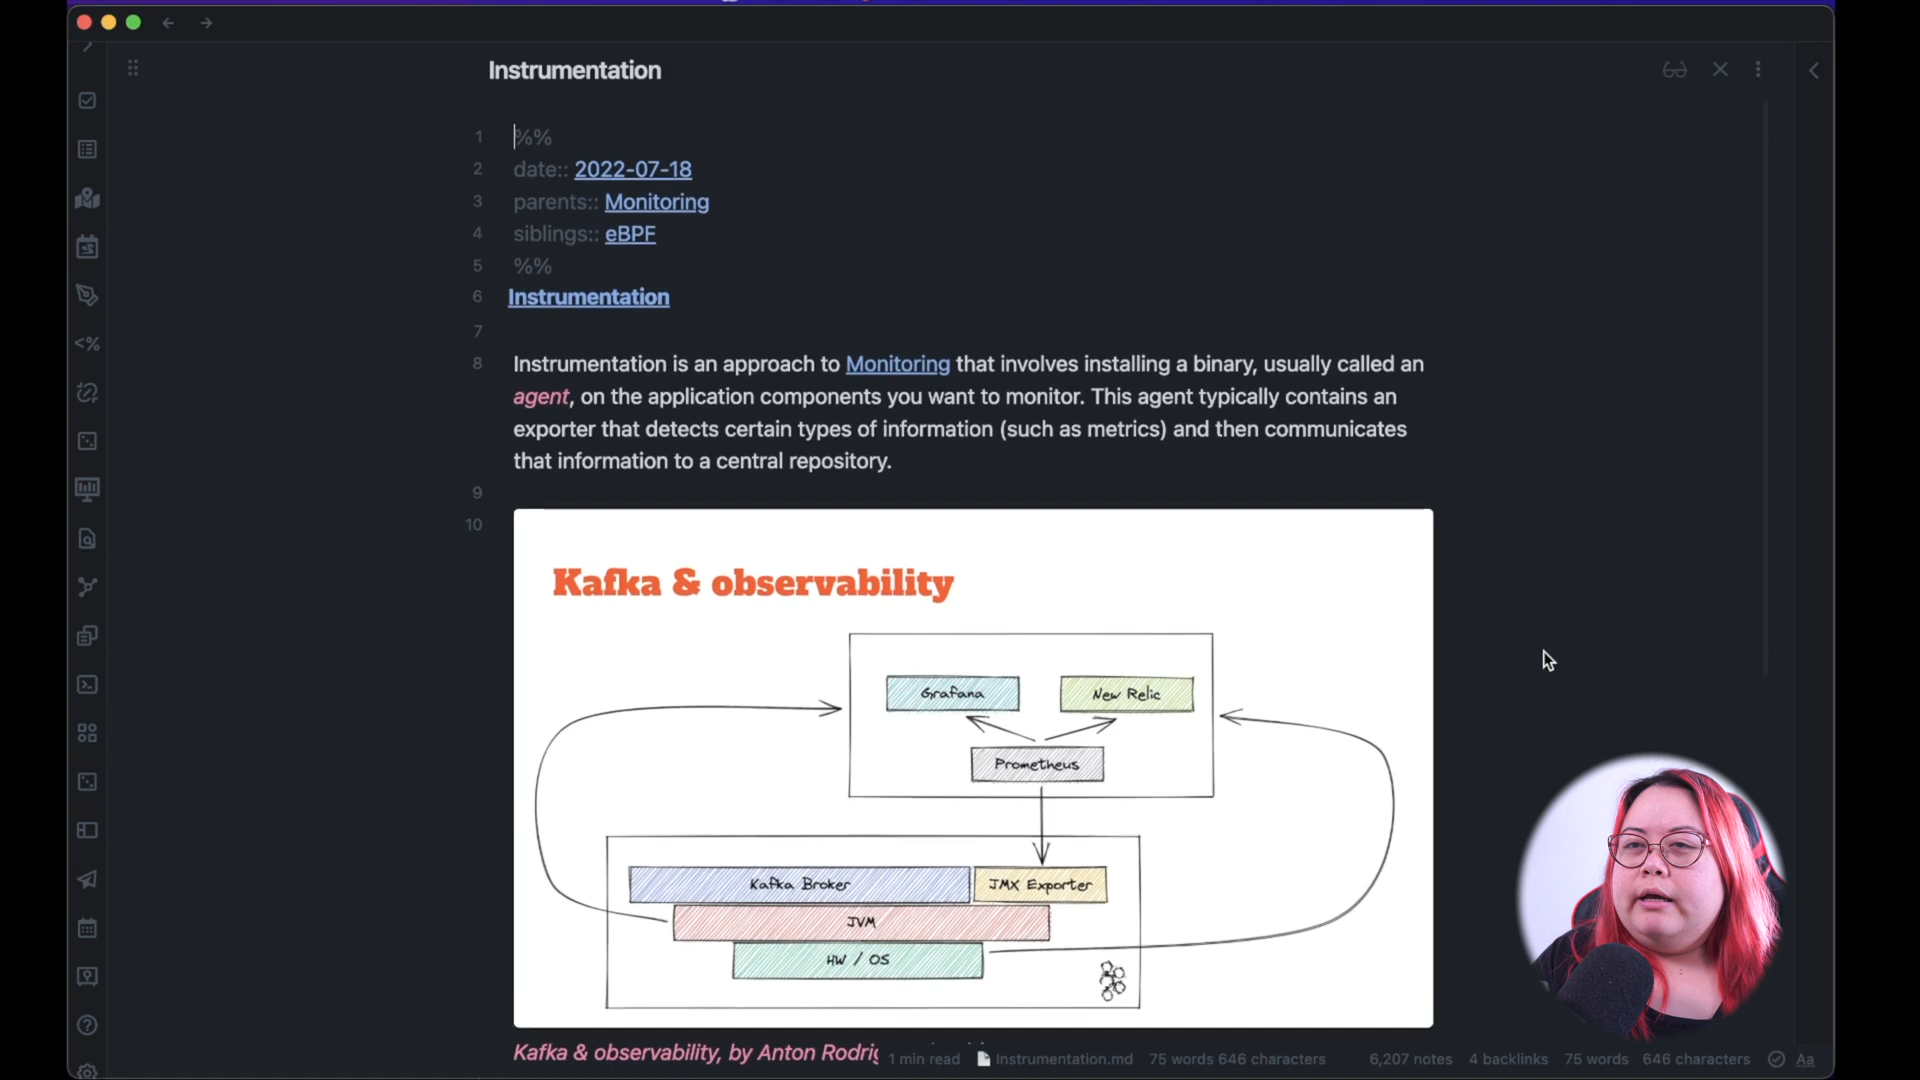 Instrumentation
1 %%
2 date:: 2022-07-18
3 parents:: Monitoring
4 siblings:: eBPF
5 %%
6 Instrumentation
7
8 Instrumentation is an approach to Monitoring that involves installing a binary, usually called an
agent, on the application components you want to monitor. This agent typically contains an
exporter that detects certain types of information (such as metrics) and then communicates
that information to a central repository.
9
10
Kafka & observability
Grafana
New Relic
Prometheus
Kafka Broker
JMX Exporter
JVM
HW / OS
Kafka & observability, by Anton
1 min read Instrumentation.md 75 words 646 characters 6,207 notes 4 backlinks 75 words 646 characters Aa